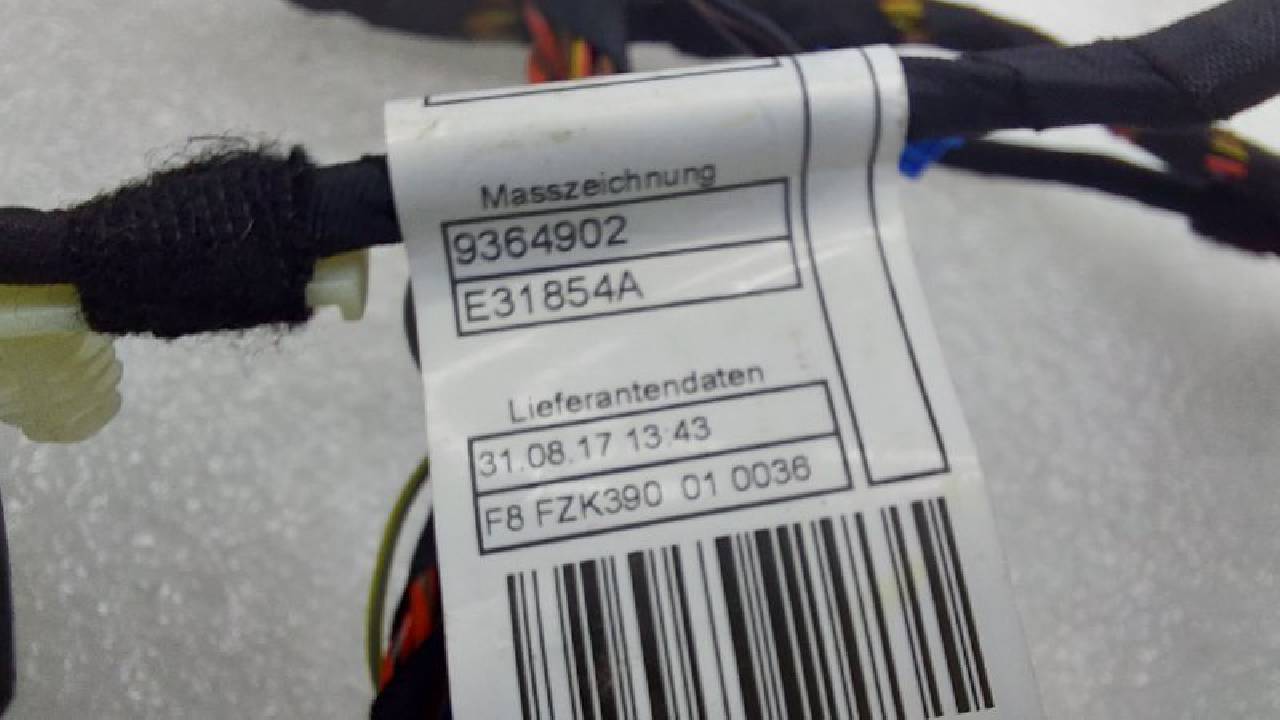 Masszeichnung
9364902
E31854A
Lieferantendaten
31.08.17 13:43
F8 FZK390 01 0036